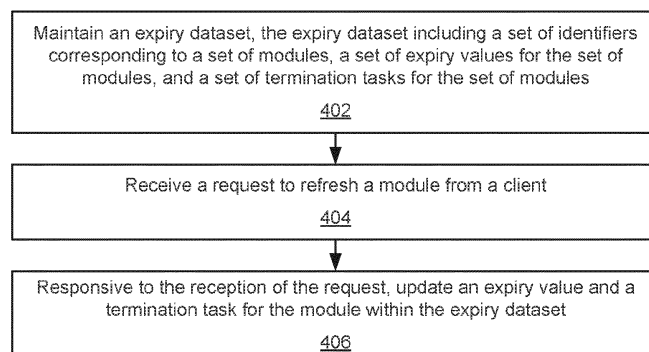 Maintain an expiry dataset, the expiry dataset including a set of identifiers
corresponding to a set of modules, a set of expiry values for the set of
modules, and a set of termination tasks for the set of modules
402
Receive a request to refresh a module from a client
404
Responsive to the reception of the request, update an expiry value and a
termination task for the module within the expiry dataset
406